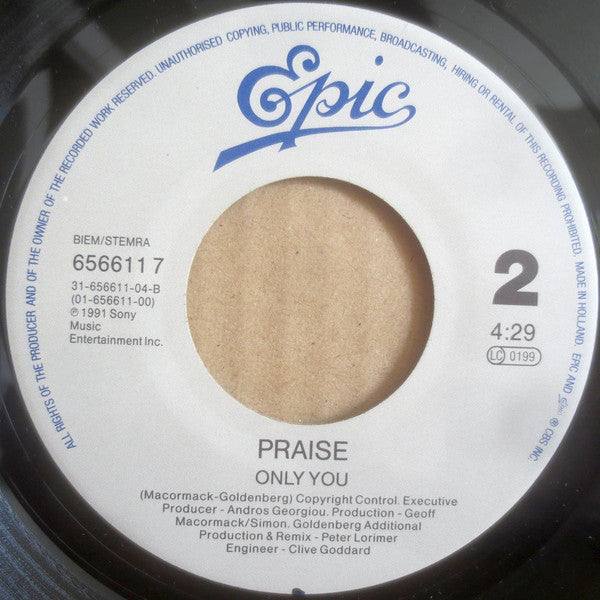 ALL RIGHTS OF THE PRODUCER AND OF THE OWNER OF THE RECORDED WORK RESERVED. UNAUTHORISED COPYING, PUBLIC PERFORMANCE, BROADCASTING, HIRING OR RENTAL OF THIS RECORDING PROHIBITED. MADE IN HOLLAND. EPIC AND Epic ® CBS INC.
Epic
BIEM/STEMRA
656611 7
31-656611-04-B
(01-656611-00)
℗ 1991 Sony
Music
Entertainment Inc.
2
4:29
LC 0199
PRAISE
ONLY YOU
(Macormack-Goldenberg) Copyright Control. Executive
Producer - Andros Georgiou. Production - Geoff
Macormack/Simon. Goldenberg Additional
Production & Remix - Peter Lorimer
Engineer - Clive Goddard